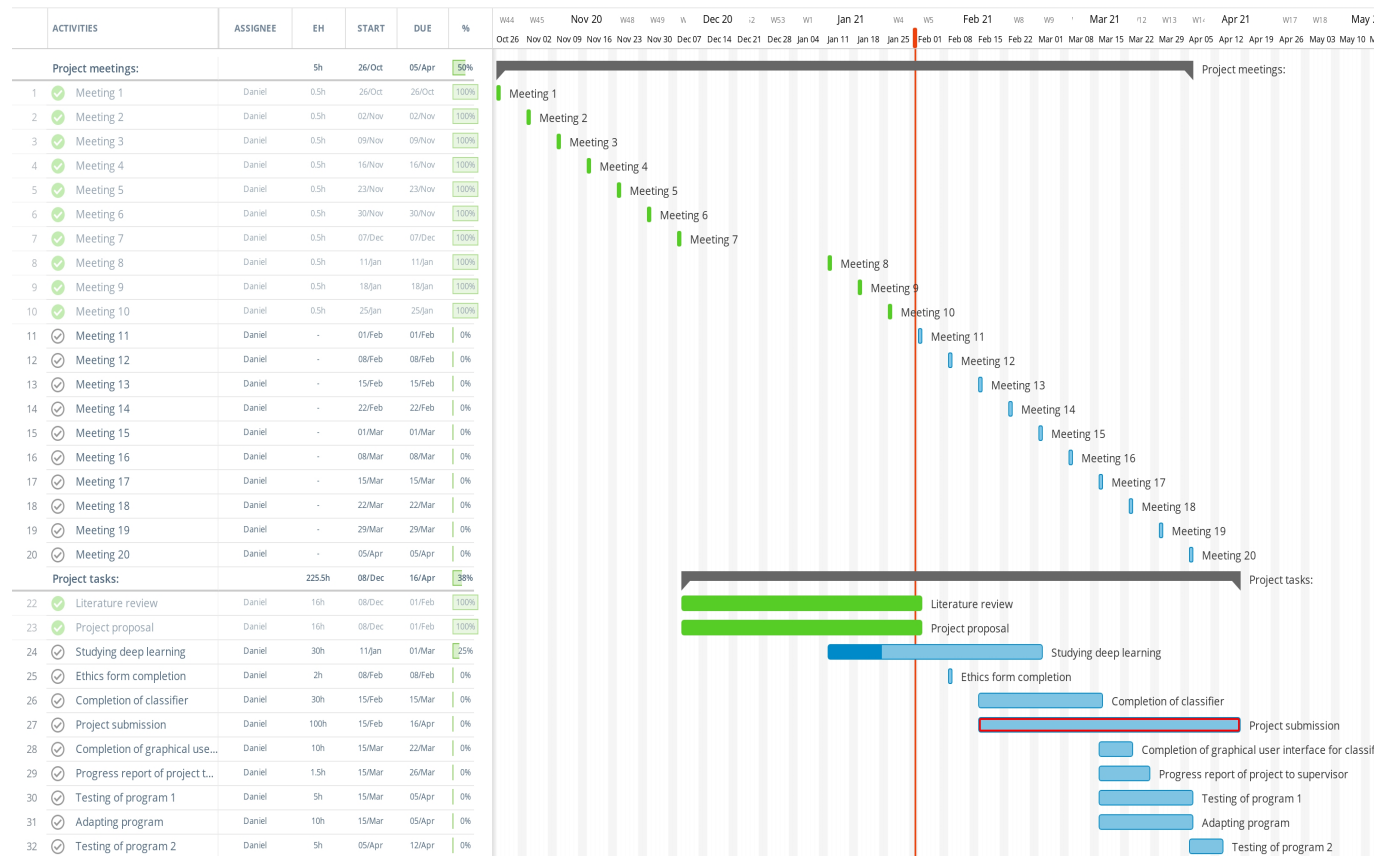 ACTIVITIES ASSIGNEE EH START DUE %
W44 W45 Nov 20 W48 W49 Dec 20 W53 W1 Jan 21 W4 W5 Feb 21 W8 W9 Mar 21 W13 Apr 21 W17 W18 May
Oct 26 Nov 02 Nov 09 Nov 16 Nov 23 Nov 30 Dec 07 Dec 14 Dec 21 Dec 28 Jan 04 Jan 11 Jan 18 Jan 25 Feb 01 Feb 08 Feb 15 Feb 22 Mar 01 Mar 08 Mar 15 Mar 22 Mar 29 Apr 05 Apr 12 Apr 19 Apr 26 May 03 May 10 M
Project meetings: 5h 26/Oct 05/Apr 50% Project meetings:
1 Meeting 1 Daniel 0.5h 26/Oct 26/Oct 100% Meeting 1
2 Meeting 2 Daniel 0.5h 02/Nov 02/Nov 100% Meeting 2
3 Meeting 3 Daniel 0.5h 09/Nov 09/Nov 100% Meeting 3
4 Meeting 4 Daniel 0.5h 16/Nov 16/Nov 100% Meeting 4
5 Meeting 5 Daniel 0.5h 23/Nov 23/Nov 100% Meeting 5
6 Meeting 6 Daniel 0.5h 30/Nov 30/Nov 100% Meeting 6
7 Meeting 7 Daniel 0.5h 07/Dec 07/Dec 100% Meeting 7
8 Meeting 8 Daniel 0.5h 11/Jan 11/Jan 100% Meeting 8
9 Meeting 9 Daniel 0.5h 18/Jan 18/Jan 100% Meeting 9
10 Meeting 10 Daniel 0.5h 25/Jan 25/Jan 100% Meeting 10
11 Meeting 11 Daniel - 01/Feb 01/Feb 0% Meeting 11
12 Meeting 12 Daniel - 08/Feb 08/Feb 0% Meeting 12
13 Meeting 13 Daniel - 15/Feb 15/Feb 0% Meeting 13
14 Meeting 14 Daniel - 22/Feb 22/Feb 0% Meeting 14
15 Meeting 15 Daniel - 01/Mar 01/Mar 0% Meeting 15
16 Meeting 16 Daniel - 08/Mar 08/Mar 0% Meeting 16
17 Meeting 17 Daniel - 15/Mar 15/Mar 0% Meeting 17
18 Meeting 18 Daniel - 22/Mar 22/Mar 0% Meeting 18
19 Meeting 19 Daniel - 29/Mar 29/Mar 0% Meeting 19
20 Meeting 20 Daniel - 05/Apr 05/Apr 0% Meeting 20
Project tasks: 225.5h 08/Dec 16/Apr 38% Project tasks:
22 Literature review Daniel 16h 08/Dec 01/Feb 100% Literature review
23 Project proposal Daniel 16h 08/Dec 01/Feb 100% Project proposal
24 Studying deep learning Daniel 30h 11/Jan 01/Mar 25% Studying deep learning
25 Ethics form completion Daniel 2h 08/Feb 08/Feb 0% Ethics form completion
26 Completion of classifier Daniel 30h 15/Feb 15/Mar 0% Completion of classifier
27 Project submission Daniel 100h 15/Feb 16/Apr 0% Project submission
28 Completion of graphical use... Daniel 10h 15/Mar 22/Mar 0% Completion of graphical user interface for classif
29 Progress report of project t... Daniel 1.5h 15/Mar 26/Mar 0% Progress report of project to supervisor
30 Testing of program 1 Daniel 5h 15/Mar 05/Apr 0% Testing of program 1
31 Adapting program Daniel 10h 15/Mar 05/Apr 0% Adapting program
32 Testing of program 2 Daniel 5h 05/Apr 12/Apr 0% Testing of program 2